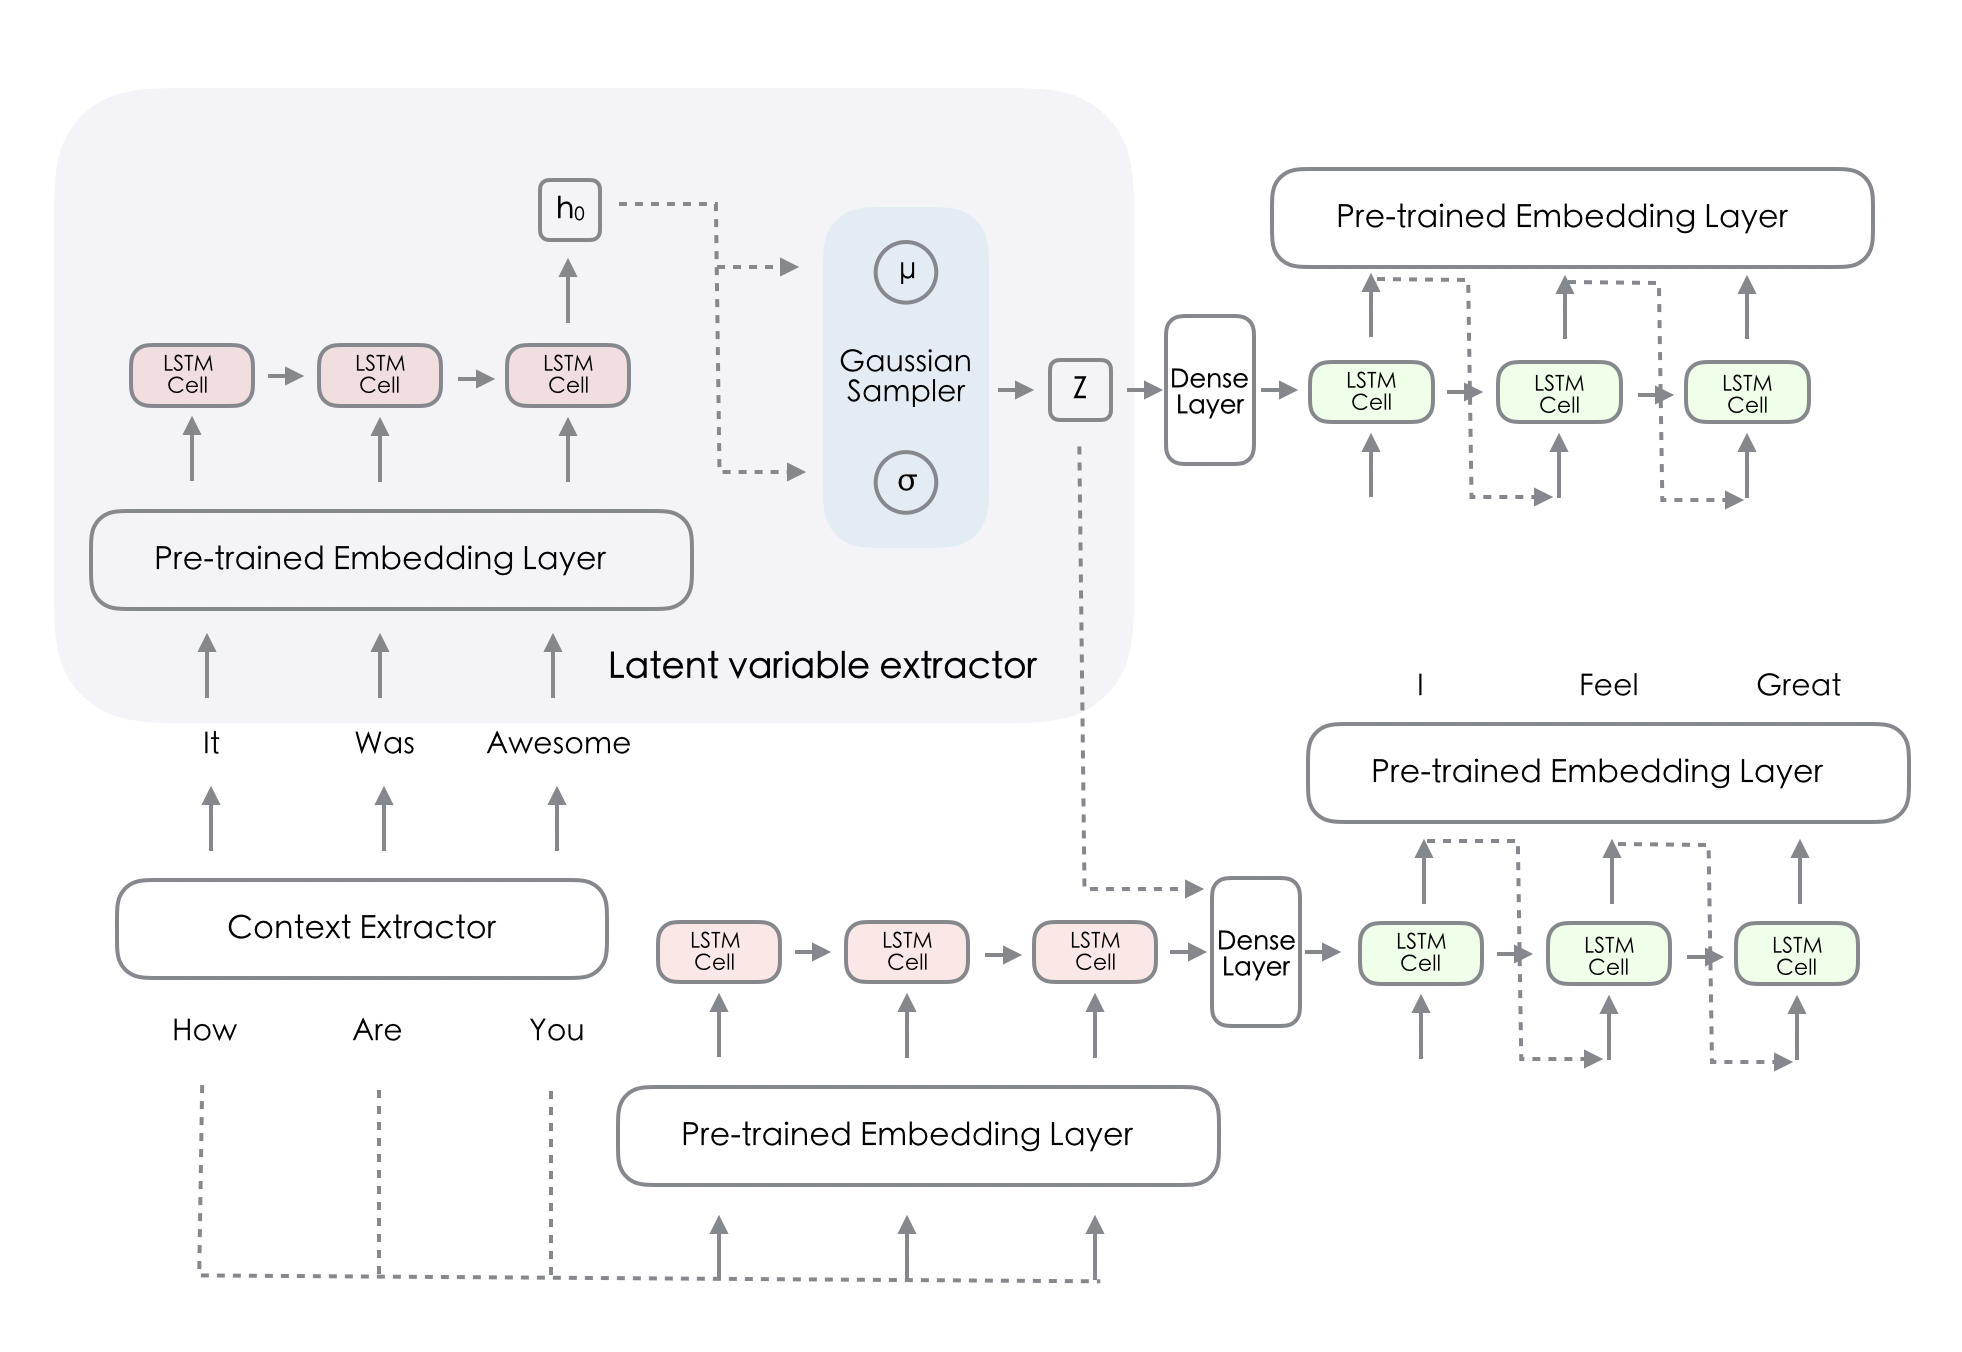 h0
Pre-trained Embedding Layer
μ
LSTM
Cell
LSTM
Cell
LSTM
Cell
Gaussian
Sampler
Z
Dense
Layer
LSTM
Cell
LSTM
Cell
LSTM
Cell
σ
Pre-trained Embedding Layer
Latent variable extractor
It
Was
Awesome
I
Feel
Great
Pre-trained Embedding Layer
Context Extractor
LSTM
Cell
LSTM
Cell
LSTM
Cell
Dense
Layer
LSTM
Cell
LSTM
Cell
LSTM
Cell
How
Are
You
Pre-trained Embedding Layer